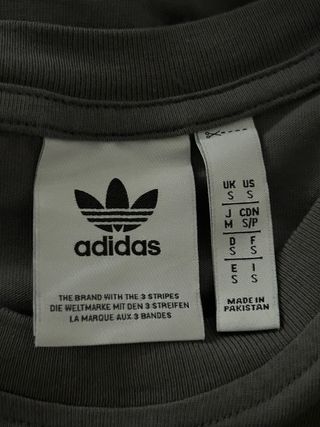 adidas
THE BRAND WITH THE 3 STRIPES
DIE WELTMARKE MIT DEN 3 STREIFEN
LA MARQUE AUX 3 BANDES
UK US
S S
J CDN
M S/P
D F
S S
E I
S S
MADE IN
PAKISTAN